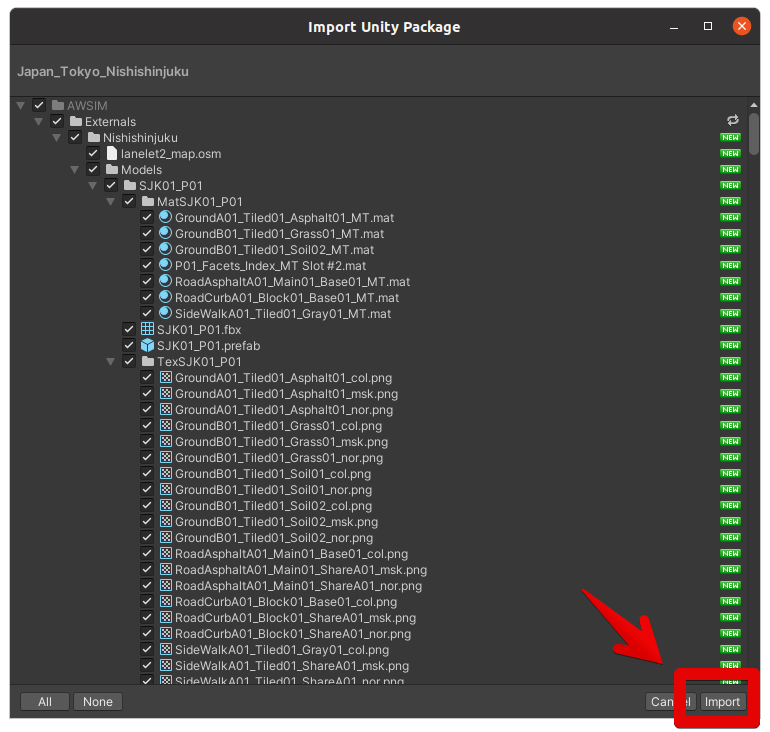 Import Unity Package
Japan_Tokyo_Nishishinjuku
AWSIM
Externals
Nishishinjuku NEW
lanelet2_map.osm NEW
Models NEW
SJK01_P01 NEW
MatSJK01_P01 NEW
GroundA01_Tiled01_Asphalt01_MT.mat NEW
GroundB01_Tiled01_Grass01_MT.mat NEW
GroundB01_Tiled01_Soil02_MT.mat NEW
P01_Facets_Index_MT Slot #2.mat NEW
RoadAsphaltA01_Main01_Base01_MT.mat NEW
RoadCurbA01_Block01_Base01_MT.mat NEW
SideWalkA01_Tiled01_Gray01_MT.mat NEW
SJK01_P01.fbx NEW
SJK01_P01.prefab NEW
TexSJK01_P01 NEW
GroundA01_Tiled01_Asphalt01_col.png NEW
GroundA01_Tiled01_Asphalt01_msk.png NEW
GroundA01_Tiled01_Asphalt01_nor.png NEW
GroundB01_Tiled01_Grass01_col.png NEW
GroundB01_Tiled01_Grass01_msk.png NEW
GroundB01_Tiled01_Grass01_nor.png NEW
GroundB01_Tiled01_Soil01_col.png NEW
GroundB01_Tiled01_Soil01_nor.png NEW
GroundB01_Tiled01_Soil02_col.png NEW
GroundB01_Tiled01_Soil02_msk.png NEW
GroundB01_Tiled01_Soil02_nor.png NEW
RoadAsphaltA01_Main01_Base01_col.png NEW
RoadAsphaltA01_Main01_ShareA01_msk.png NEW
RoadAsphaltA01_Main01_ShareA01_nor.png NEW
RoadCurbA01_Block01_Base01_col.png NEW
RoadCurbA01_Block01_ShareA01_msk.png NEW
RoadCurbA01_Block01_ShareA01_nor.png NEW
SideWalkA01_Tiled01_Gray01_col.png NEW
SideWalkA01_Tiled01_ShareA01_msk.png NEW
SideWalkA01_Tiled01_ShareA01_nor.png NEW
All None Cancel Import